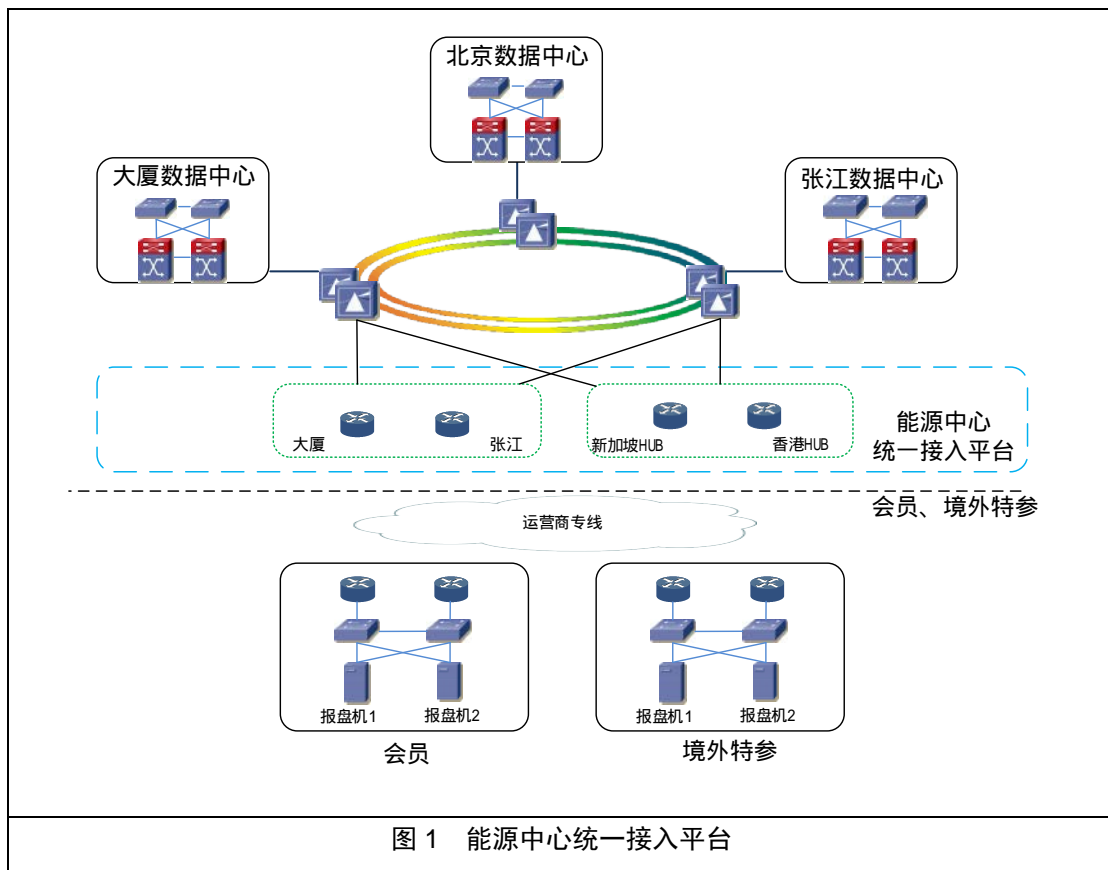 北京数据中心
大厦数据中心
张江数据中心
大厦
张江
新加坡HUB
香港HUB
能源中心
统一接入平台
会员、境外特参
运营商专线
报盘机1
报盘机2
会员
报盘机1
报盘机2
境外特参
图 1 能源中心统一接入平台